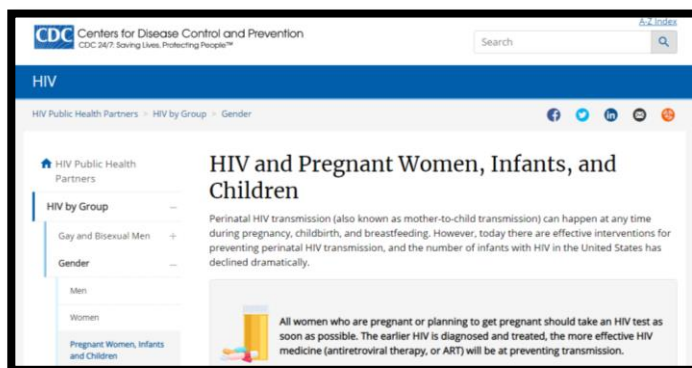 A-Z Index
CDC Centers for Disease Control and Prevention
CDC 24/7: Saving Lives, Protecting People™
Search
HIV
HIV Public Health Partners > HIV by Group > Gender
HIV Public Health
Partners
HIV by Group
Gay and Bisexual Men
Gender
Men
Women
Pregnant Women, Infants
and Children
HIV and Pregnant Women, Infants, and
Children
Perinatal HIV transmission (also known as mother-to-child transmission) can happen at any time
during pregnancy, childbirth, and breastfeeding. However, today there are effective interventions for
preventing perinatal HIV transmission, and the number of infants with HIV in the United States has
declined dramatically.
All women who are pregnant or planning to get pregnant should take an HIV test as
soon as possible. The earlier HIV is diagnosed and treated, the more effective HIV
medicine (antiretroviral therapy, or ART) will be at preventing transmission.